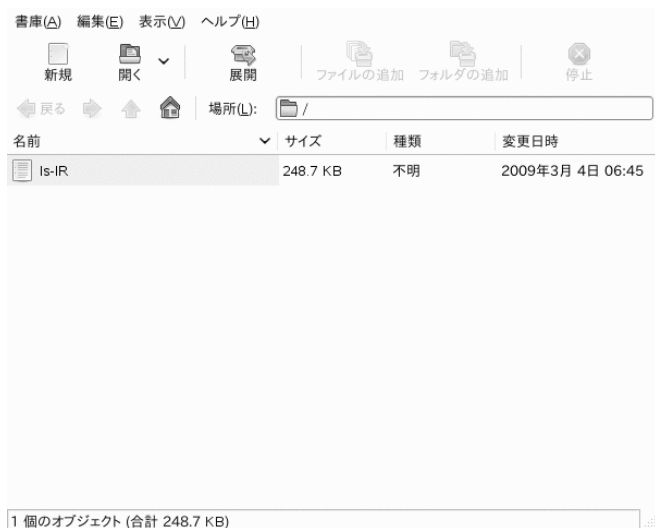 書庫(A) 編集(E) 表示(V) ヘルプ(H)
新規 開く 展開 ファイルの追加 フォルダの追加 停止
戻る 場所(L): /
名前 サイズ 種類 変更日時
ls-lR 248.7 KB 不明 2009年3月 4日 06:45
1 個のオブジェクト (合計 248.7 KB)